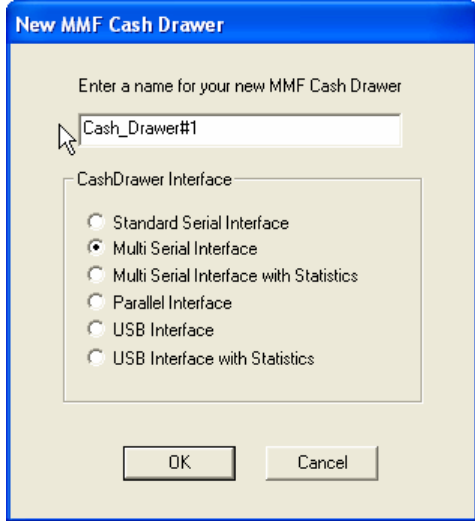 New MMF Cash Drawer
Enter a name for your new MMF Cash Drawer
Cash_Drawer#1
CashDrawer Interface
Standard Serial Interface
Multi Serial Interface
Multi Serial Interface with Statistics
Parallel Interface
USB Interface
USB Interface with Statistics
OK Cancel